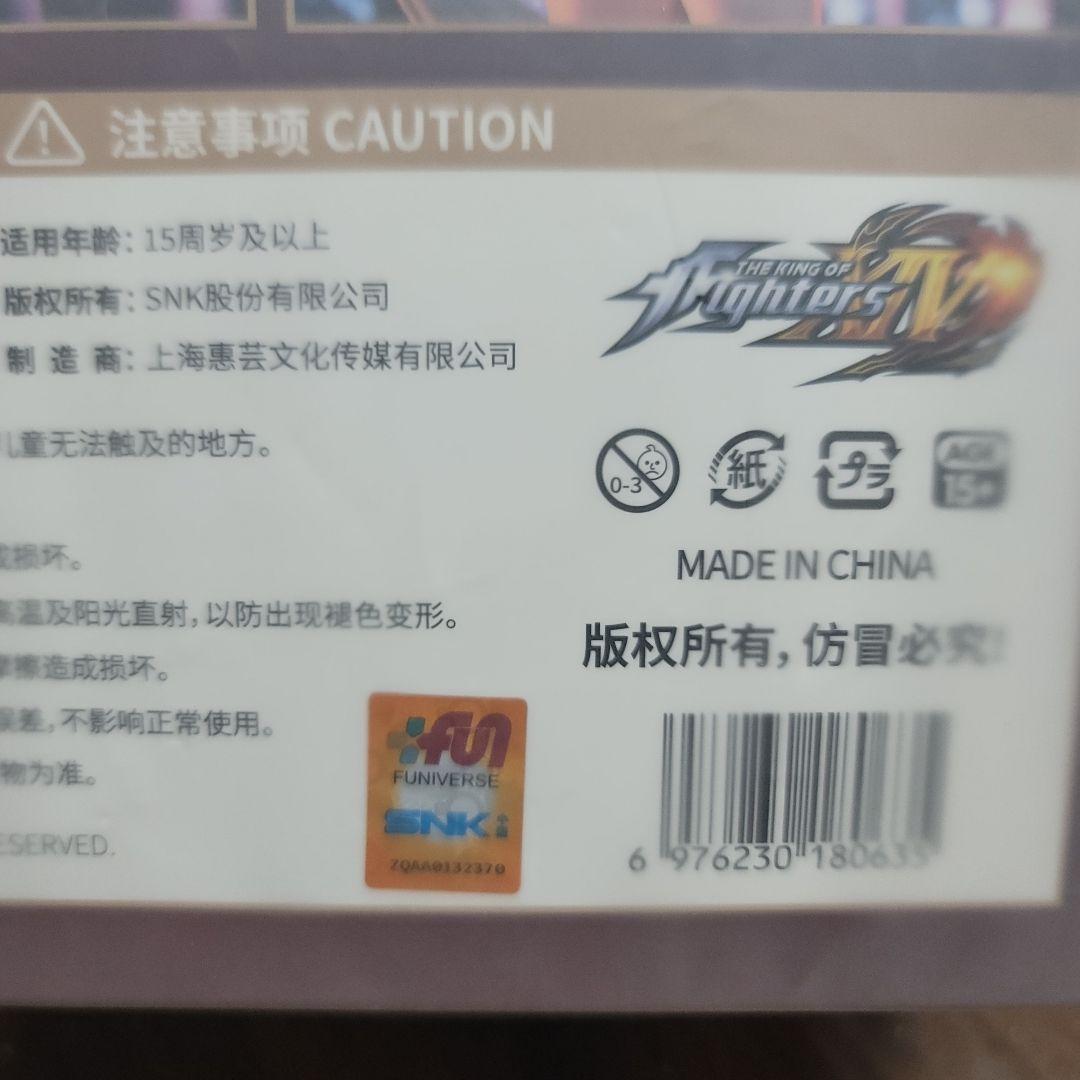 注意事项 CAUTION
适用年龄：15周岁及以上
版权所有：SNK股份有限公司
制造商：上海惠芸文化传媒有限公司
THE KING OF
Fighters XIV
儿童无法触及的地方。
0-3
紙
プラ
AGE
15+
成损坏。
MADE IN CHINA
高温及阳光直射，以防出现褪色变形。
版权所有，仿冒必究！
摩擦造成损坏。
误差，不影响正常使用。
物为准。
FUN
FUNIVERSE
SNK
ZQAA0132370
ESERVED.
6 976230 180635